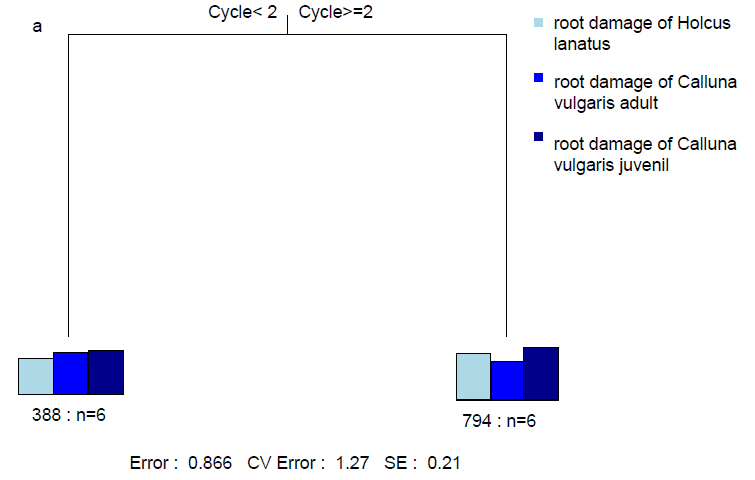 a
Cycle< 2 Cycle>=2
root damage of Holcus
lanatus
root damage of Calluna
vulgaris adult
root damage of Calluna
vulgaris juvenil
388 : n=6
794 : n=6
Error : 0.866 CV Error : 1.27 SE : 0.21